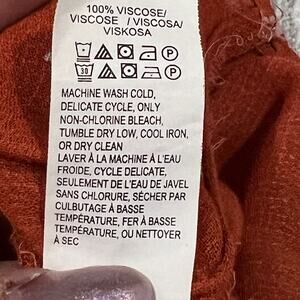 100% VISCOSE/
VISCOSE / VISCOSA/
VISKOSA
30
MACHINE WASH COLD,
DELICATE CYCLE, ONLY
NON-CHLORINE BLEACH,
TUMBLE DRY LOW, COOL IRON,
OR DRY CLEAN
LAVER À LA MACHINE À L'EAU
FROIDE, CYCLE DELICATE,
SEULEMENT DE L'EAU DE JAVEL
SANS CHLORURE, SÉCHER PAR
CULBUTAGE À BASSE
TEMPÉRATURE, FER À BASSE
TEMPÉRATURE, OU NETTOYER
À SEC